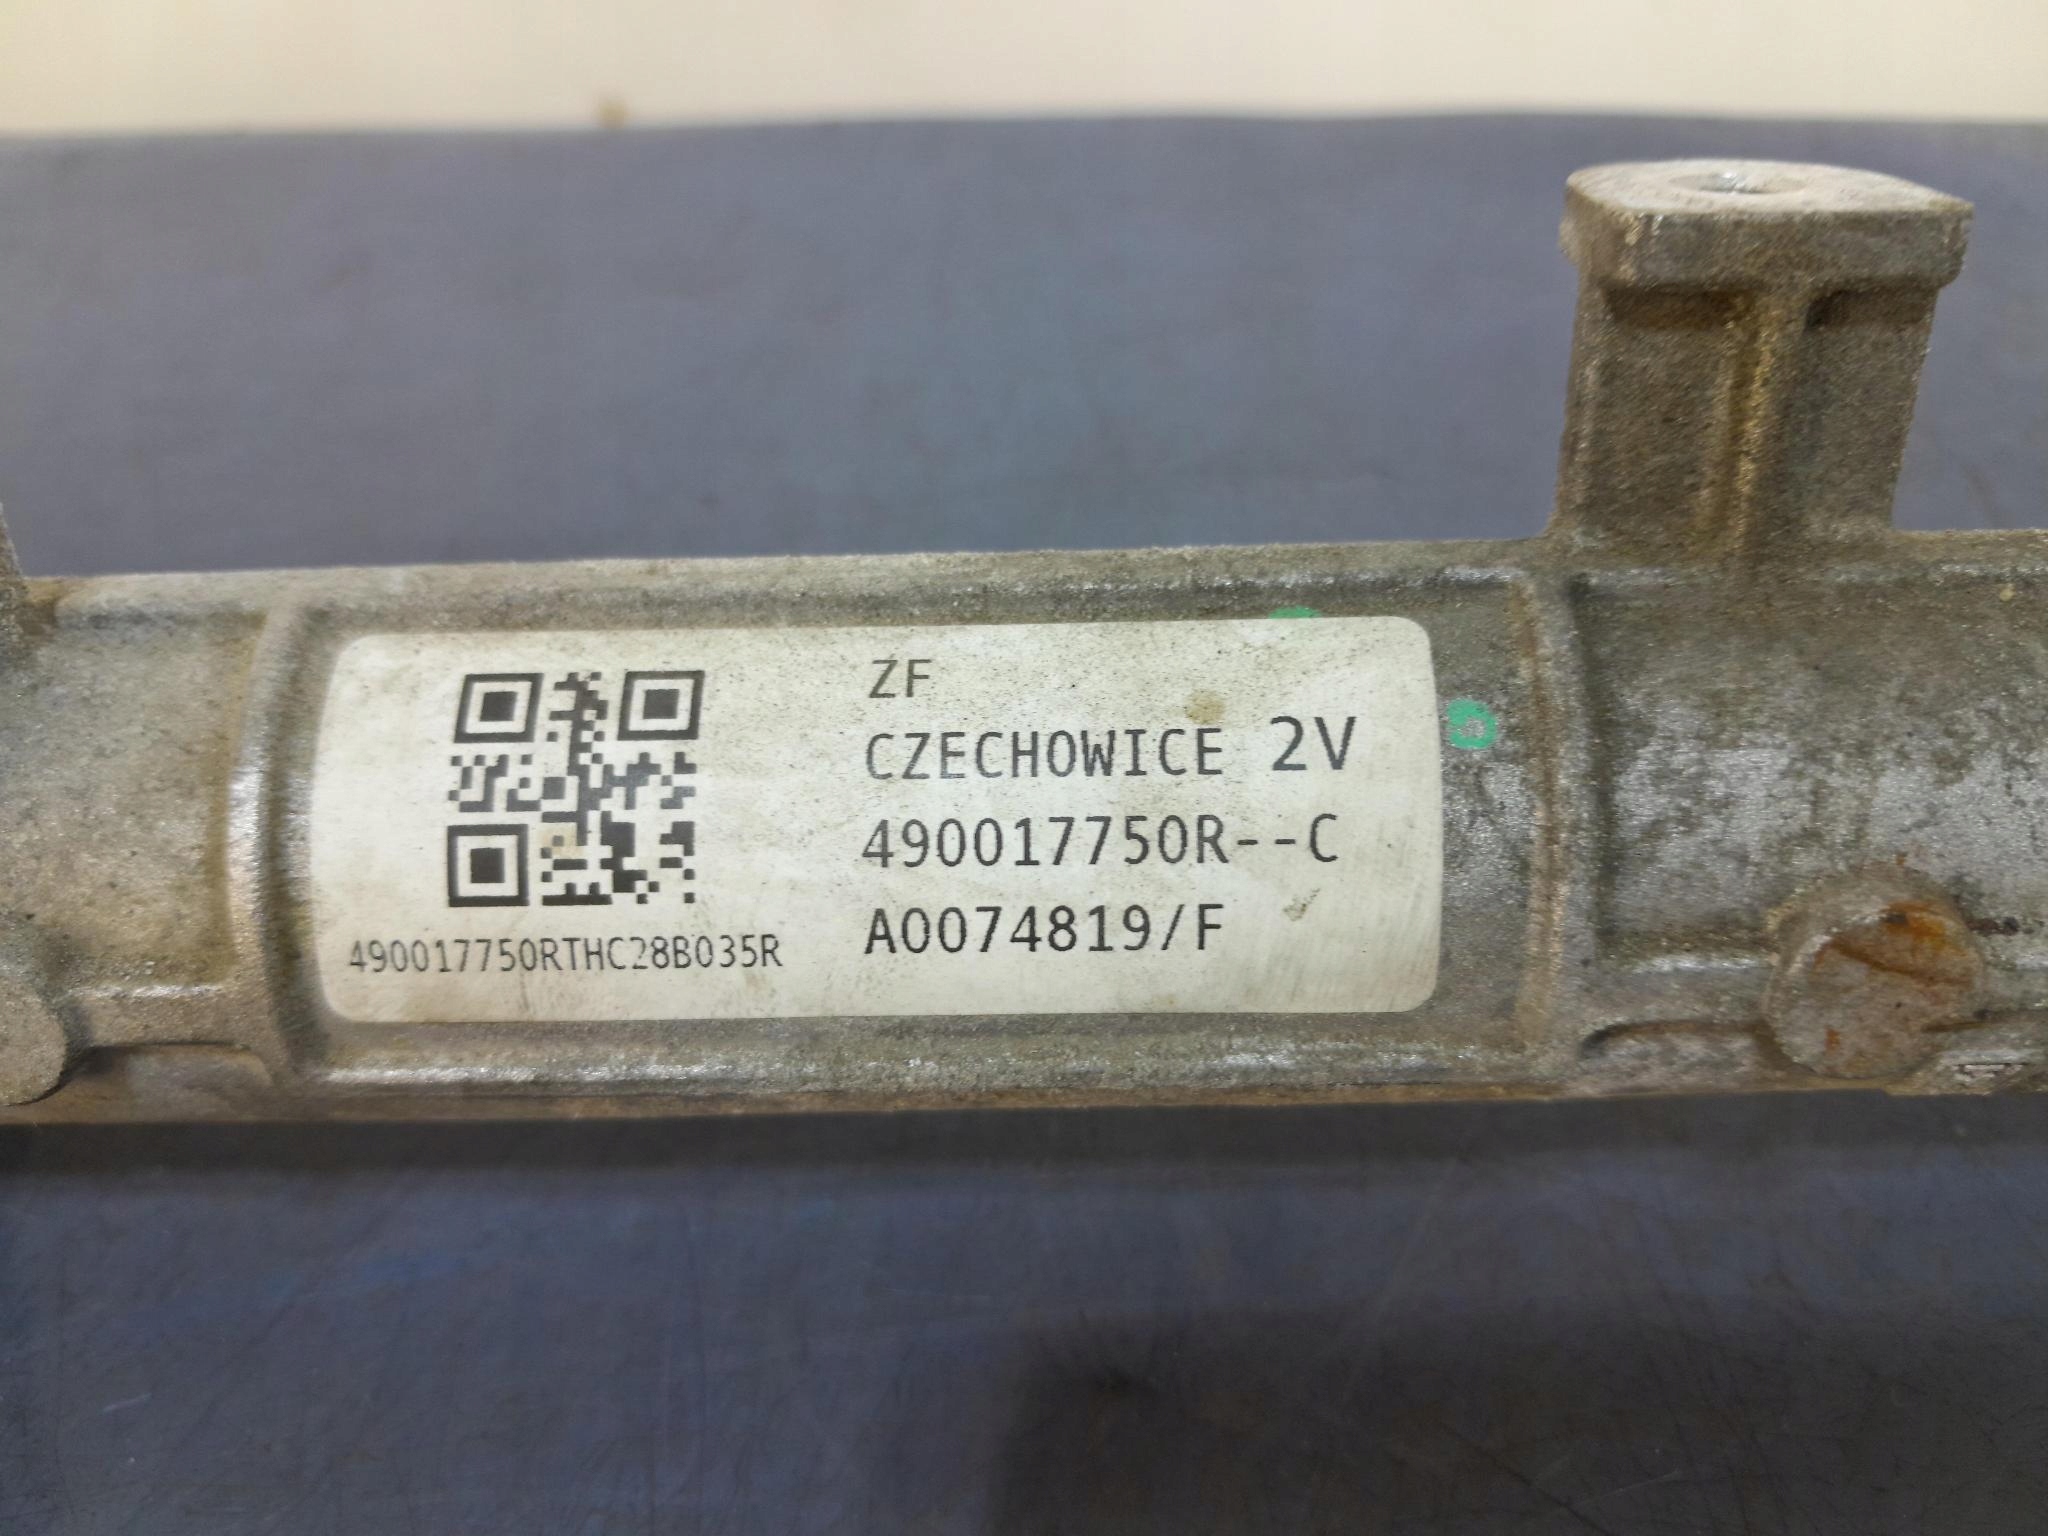 ZF
CZECHOWICE 2V
490017750R--C
A0074819/F
490017750RTHC28B035R